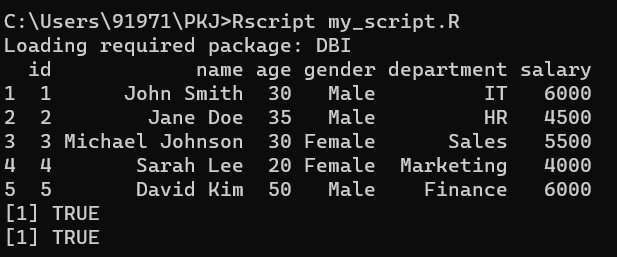 C:\Users\91971\PKJ>Rscript my_script.R
Loading required package: DBI
  id            name age gender department salary
1  1      John Smith  30   Male         IT   6000
2  2        Jane Doe  35   Male         HR   4500
3  3 Michael Johnson  30 Female      Sales   5500
4  4       Sarah Lee  20 Female  Marketing   4000
5  5       David Kim  50   Male    Finance   6000
[1] TRUE
[1] TRUE